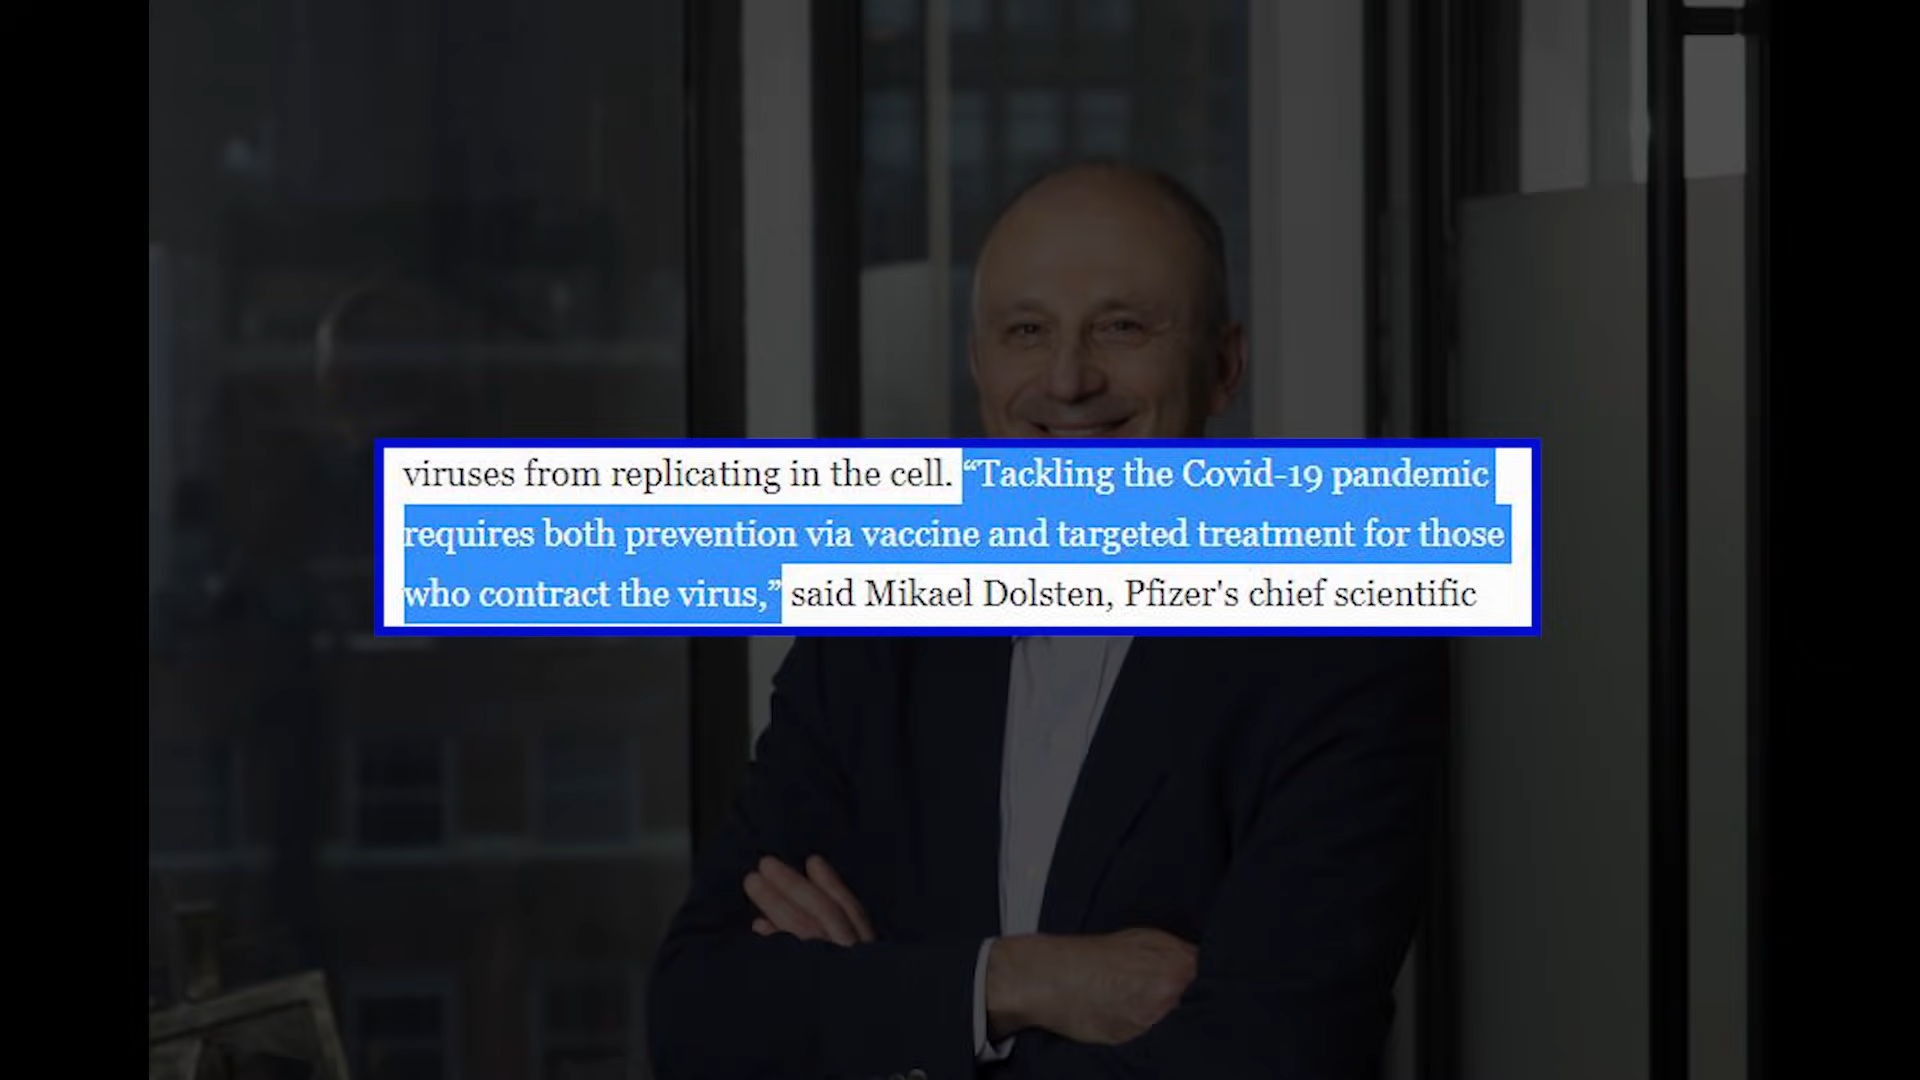 viruses from replicating in the cell. “Tackling the Covid-19 pandemic
requires both prevention via vaccine and targeted treatment for those
who contract the virus,” said Mikael Dolsten, Pfizer's chief scientific